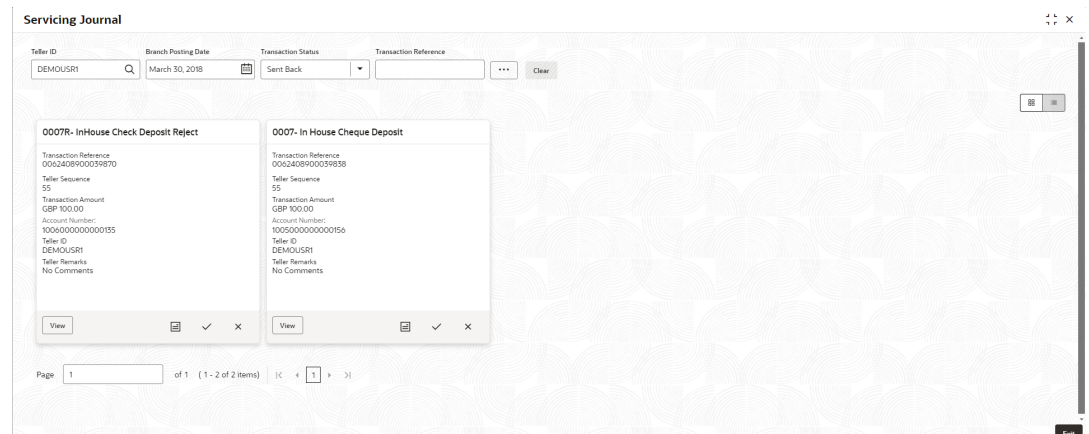 Servicing Journal
Teller ID
Branch Posting Date
Transaction Status
Transaction Reference
DEMOUSR1
March 30, 2018
Sent Back
Clear
0007R- InHouse Check Deposit Reject
Transaction Reference
0062408900039870
Teller Sequence
55
Transaction Amount
GBP 100.00
Account Number:
1006000000000135
Teller ID
DEMOUSR1
Teller Remarks
No Comments
View
0007- In House Cheque Deposit
Transaction Reference
0062408900039838
Teller Sequence
55
Transaction Amount
GBP 100.00
Account Number:
1005000000000156
Teller ID
DEMOUSR1
Teller Remarks
No Comments
View
Page 1 of 1 (1 - 2 of 2 items) 1
Exit